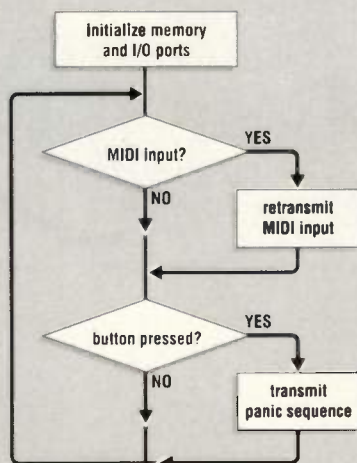 initialize memory
and I/O ports
MIDI input?
YES
NO
retransmit
MIDI input
button pressed?
YES
NO
transmit
panic sequence